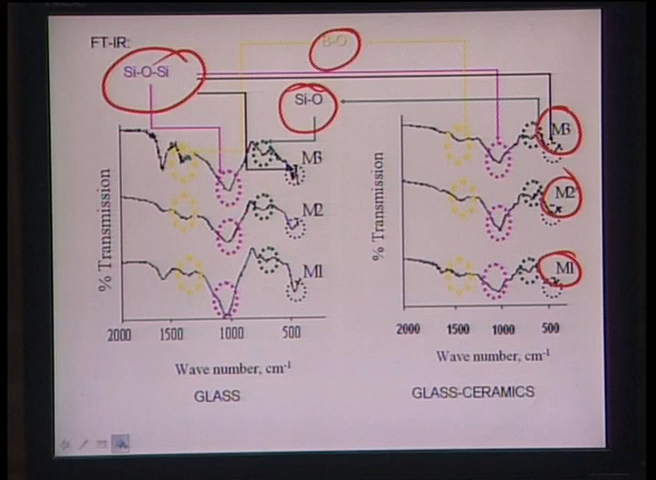 FT-IR:
B-O
Si-O-Si
Si-O
% Transmission
M3
M2
M1
2000 1500 1000 500
Wave number, cm-1
GLASS
% Transmission
M3
M2
M1
2000 1500 1000 500
Wave number, cm-1
GLASS-CERAMICS